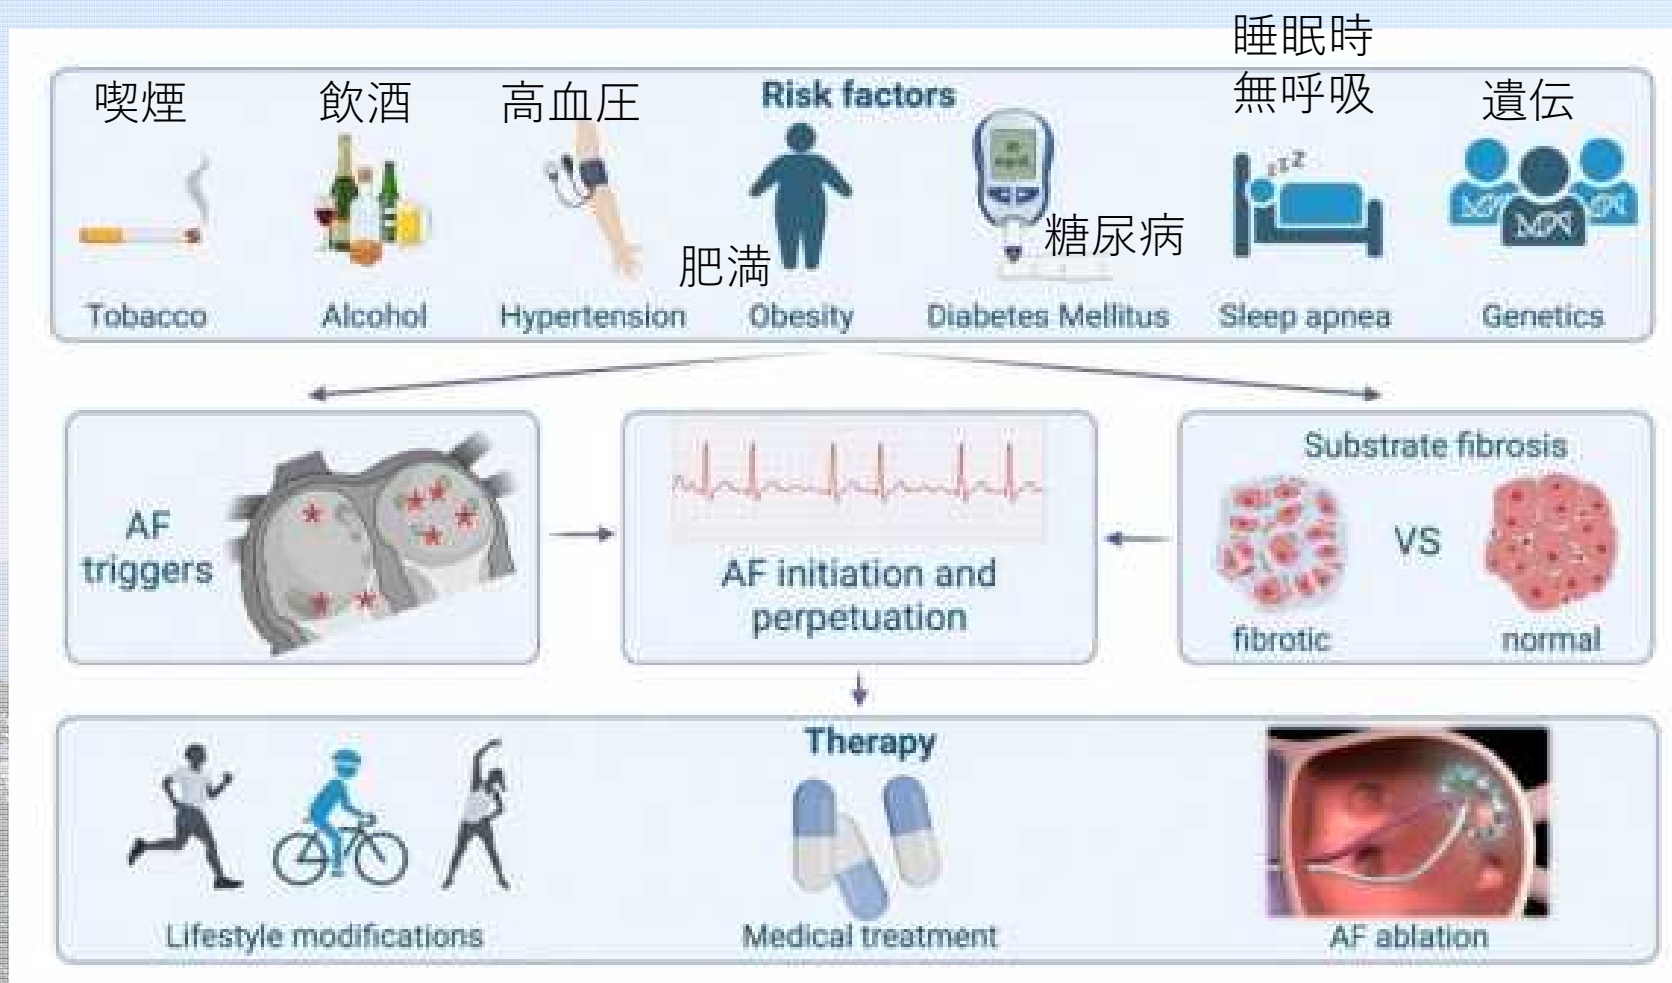 睡眠時
無呼吸
喫煙
飲酒
高血圧
Risk factors
遺伝
zzz
肥満
糖尿病
Tobacco
Alcohol
Hypertension
Obesity
Diabetes Mellitus
Sleep apnea
Genetics
AF
triggers
AF initiation and
perpetuation
Substrate fibrosis
VS
fibrotic
normal
Therapy
Lifestyle modifications
Medical treatment
AF ablation